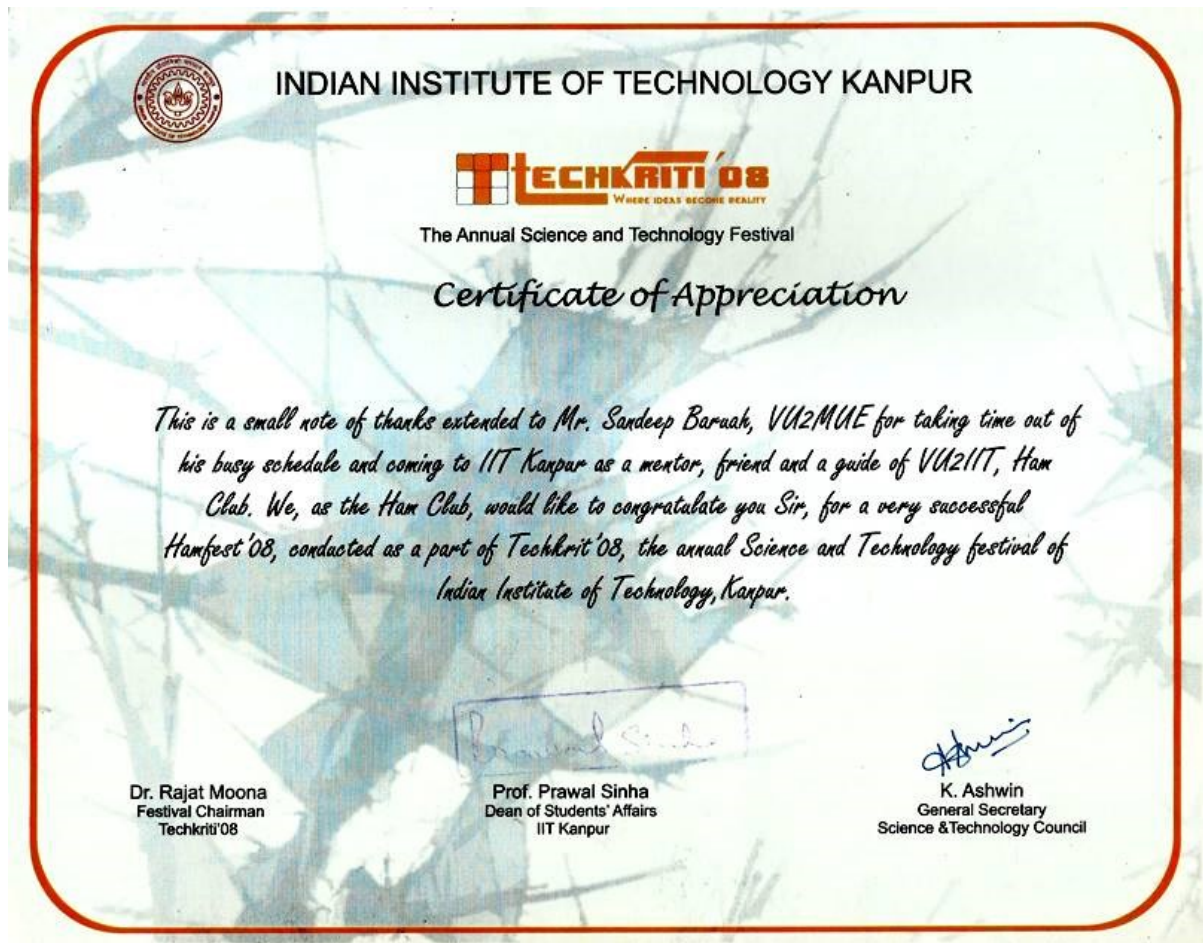 INDIAN INSTITUTE OF TECHNOLOGY KANPUR
TECHKRITI'08
WHERE IDEAS BECOME REALITY
The Annual Science and Technology Festival
Certificate of Appreciation
This is a small note of thanks extended to Mr. Sandeep Baruah, VU2MUE for taking time out of
his busy schedule and coming to IIT Kanpur as a mentor, friend and a guide of VU2IIT, Ham
Club. We, as the Ham Club, would like to congratulate you Sir, for a very successful
Hamfest'08, conducted as a part of Techkrit'08, the annual Science and Technology festival of
Indian Institute of Technology, Kanpur.
Prawal Sinha
Dr. Rajat Moona
Festival Chairman
Techkriti'08
Prof. Prawal Sinha
Dean of Students' Affairs
IIT Kanpur
K. Ashwin
General Secretary
Science &Technology Council